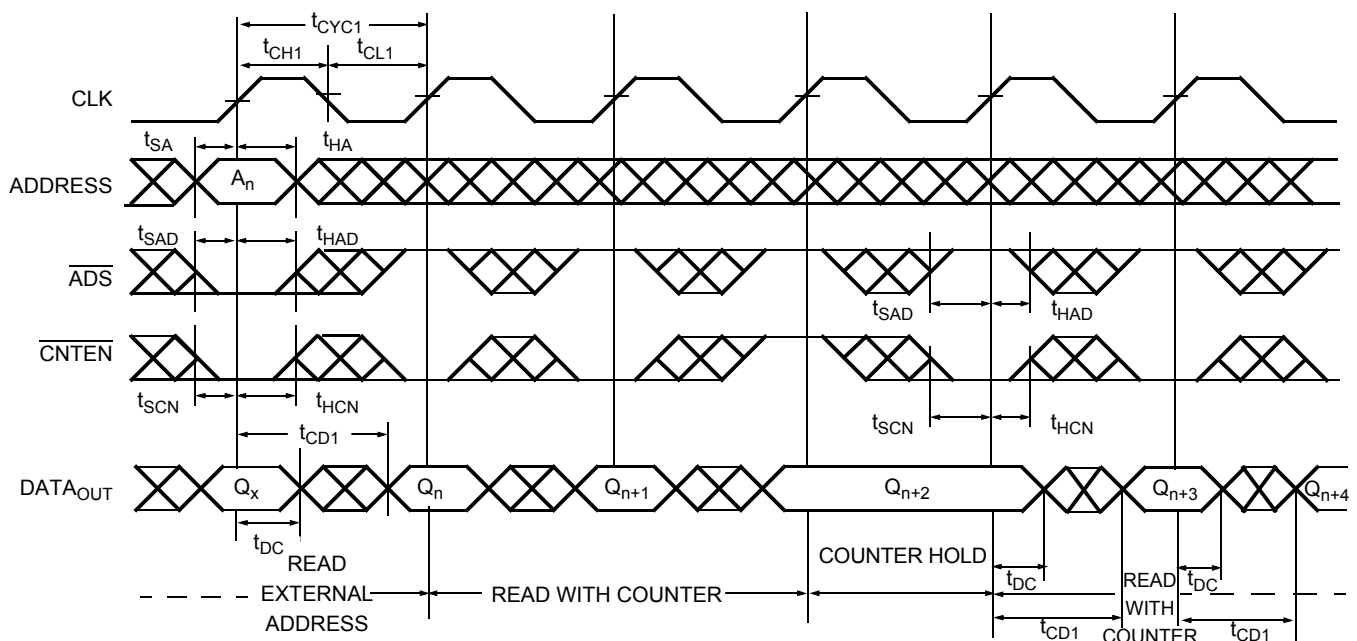 tCYC1
tCH1 tCL1
CLK
tSA tHA
ADDRESS An
tSAD tHAD
ADS
tSAD tHAD
CNTEN
tSCN tHCN
tSCN tHCN
tCD1
DATAOUT Qx Qn Qn+1 Qn+2 Qn+3 Qn+4
tDC
READ
EXTERNAL
ADDRESS
READ WITH COUNTER
COUNTER HOLD
tDC
READ
WITH
COUNTER
tDC
tCD1 tCD1